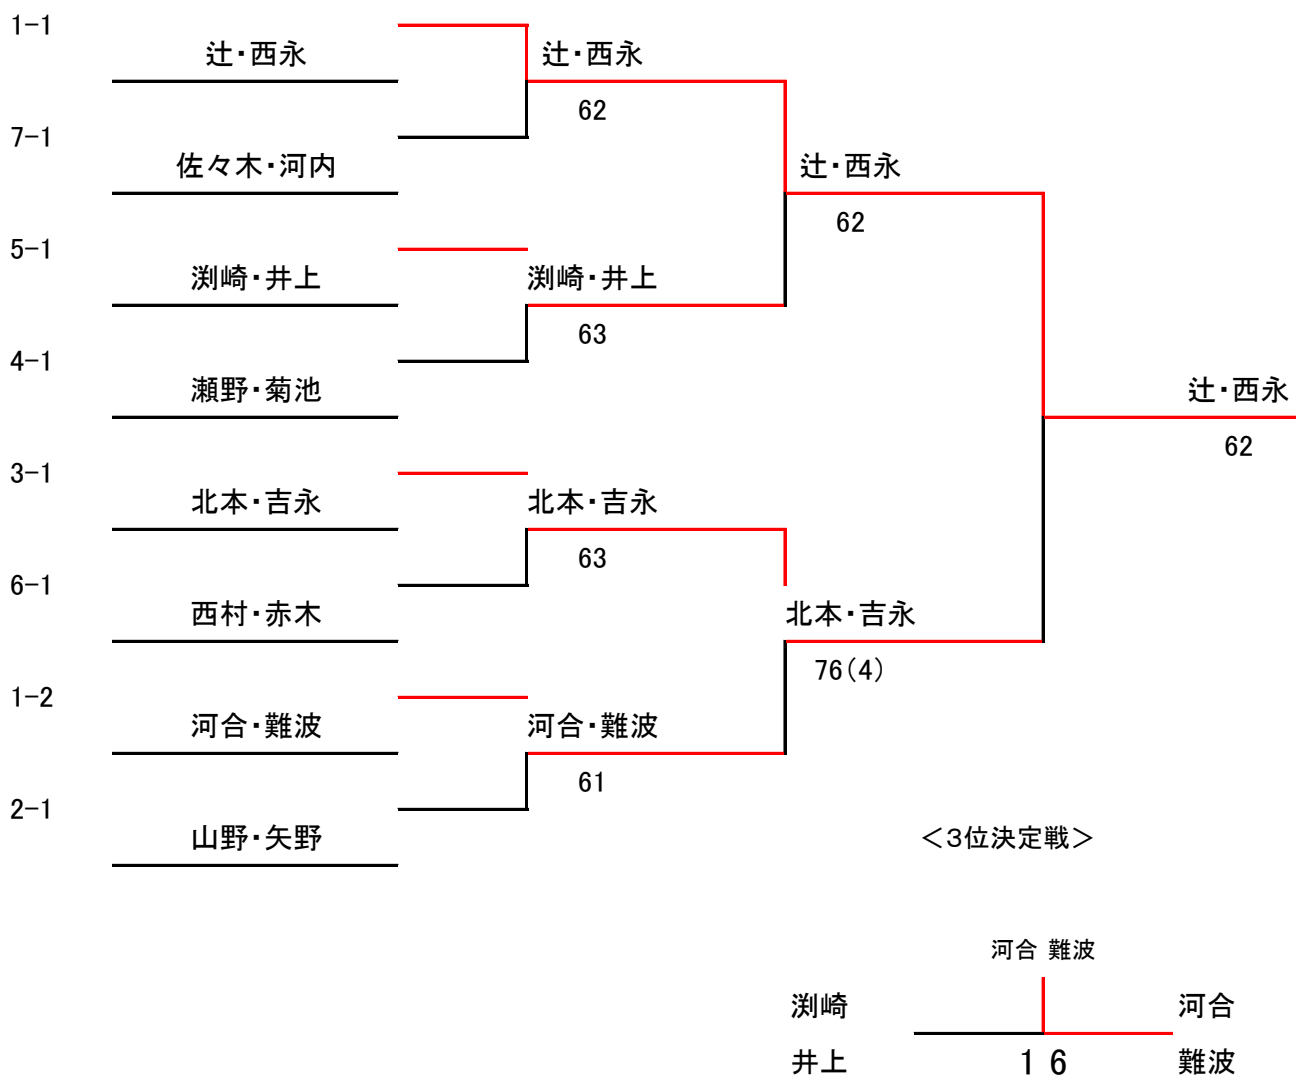 1-1
辻・西永
辻・西永
62
7-1
佐々木・河内
辻・西永
62
5-1
渕崎・井上
渕崎・井上
63
4-1
瀬野・菊池
辻・西永
62
3-1
北本・吉永
北本・吉永
63
6-1
西村・赤木
北本・吉永
76(4)
1-2
河合・難波
河合・難波
61
2-1
山野・矢野
＜3位決定戦＞
河合 難波
渕崎
河合
井上
1 6
難波